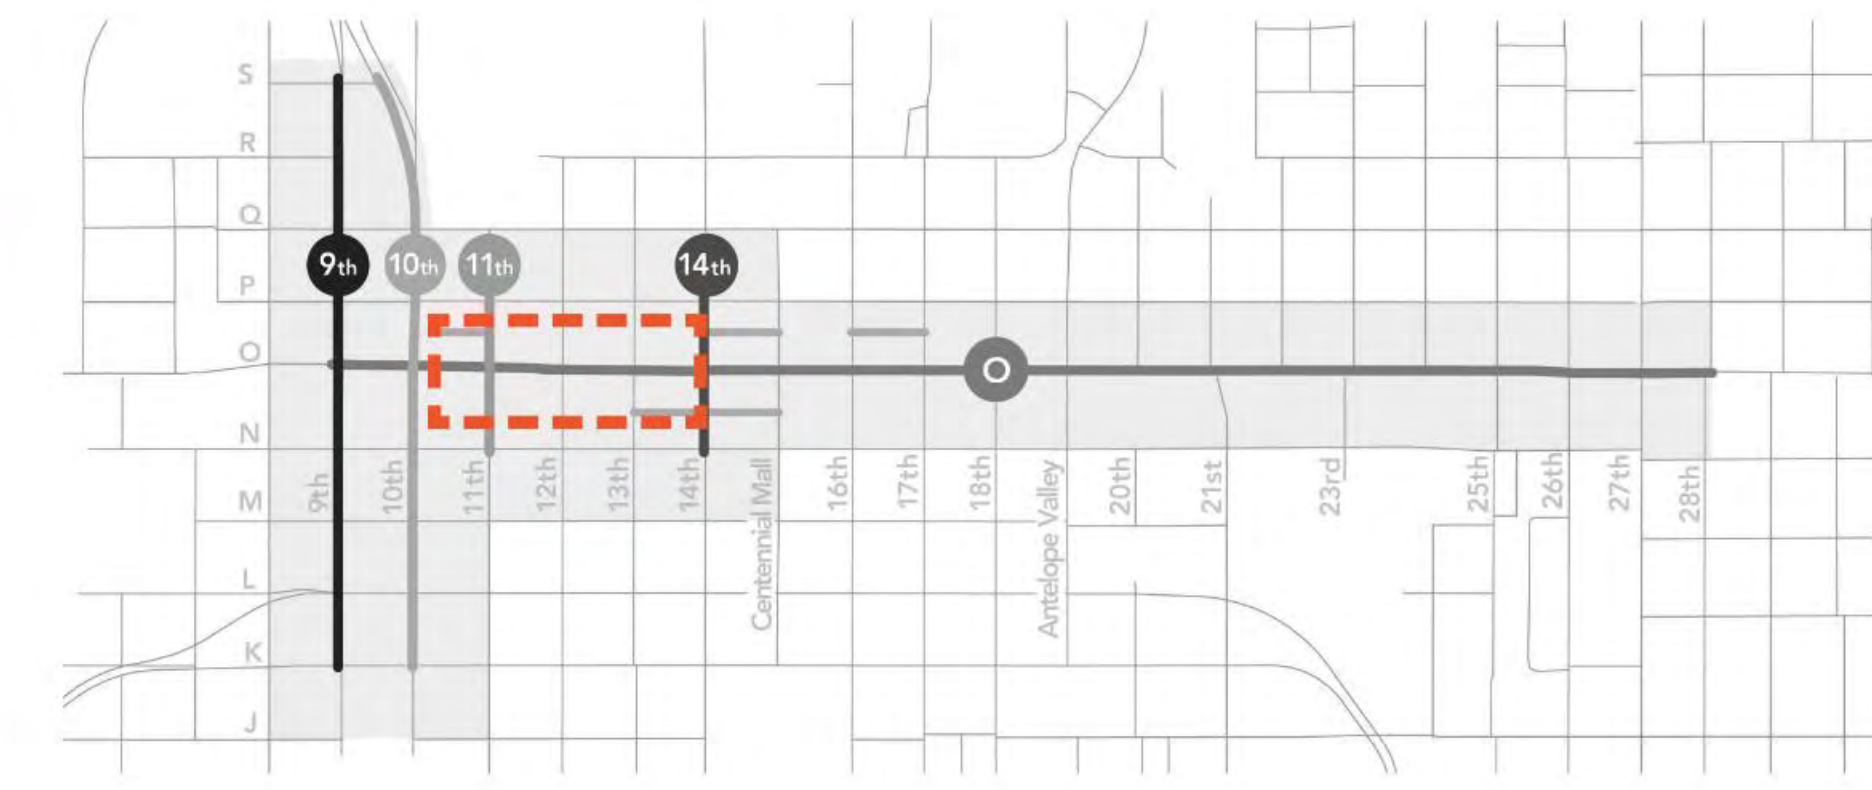 S
R
Q
9th 10th 11th 14th
P
O
O
N
9th 10th 11th 12th 13th 14th Centennial Mall 16th 17th 18th Antelope Valley 20th 21st 23rd 25th 26th 27th 28th
M
L
K
J